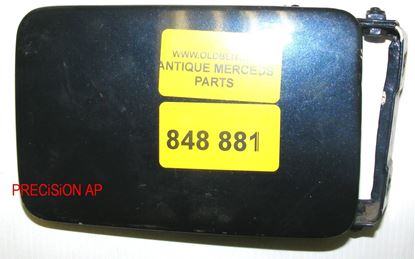 ANTIQUE MERCEDS
PARTS
848 881
PRECiSiON AP